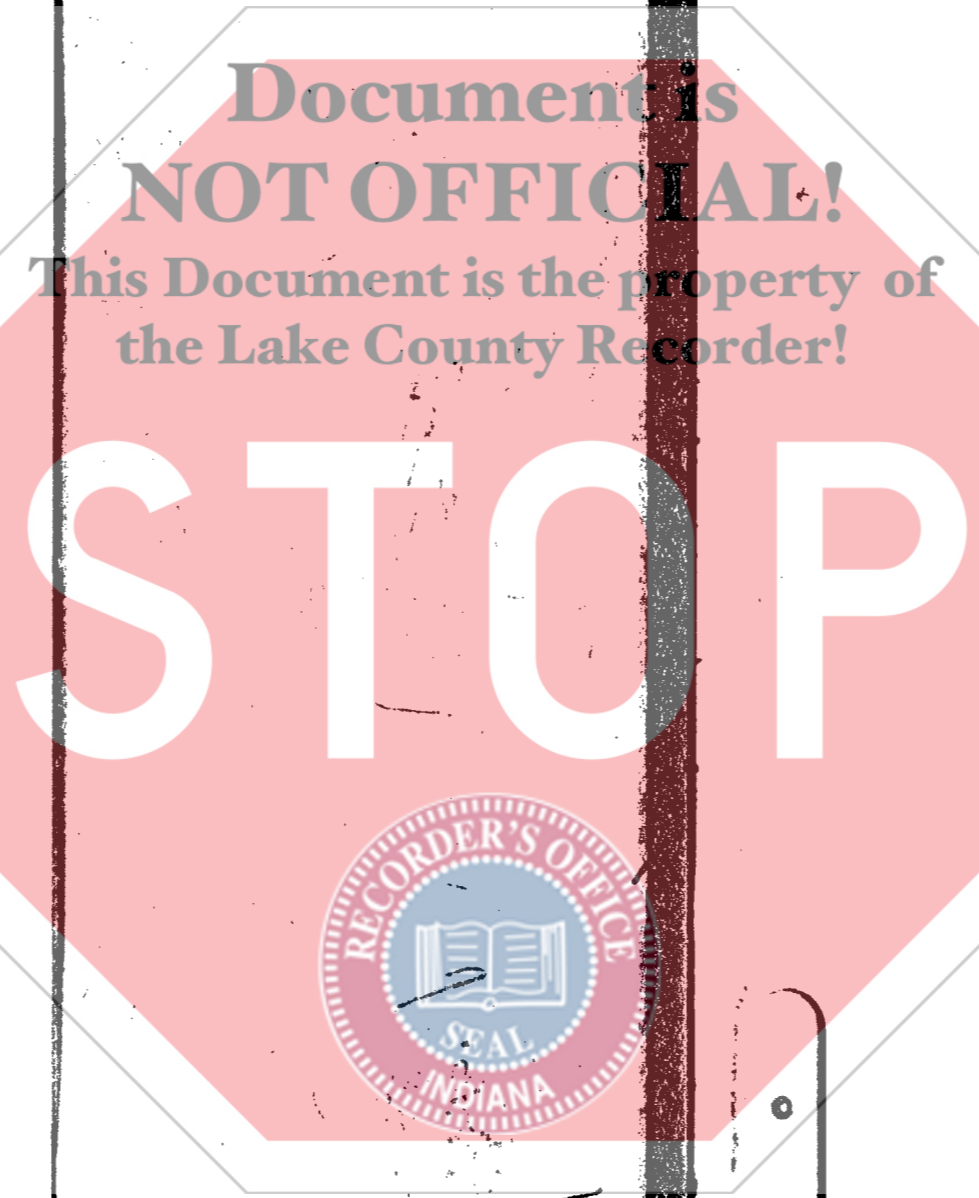 Document is
NOT OFFICIAL!
This Document is the property of
the Lake County Recorder!
STOP
RECORDER'S OFFICE
SEAL
INDIANA